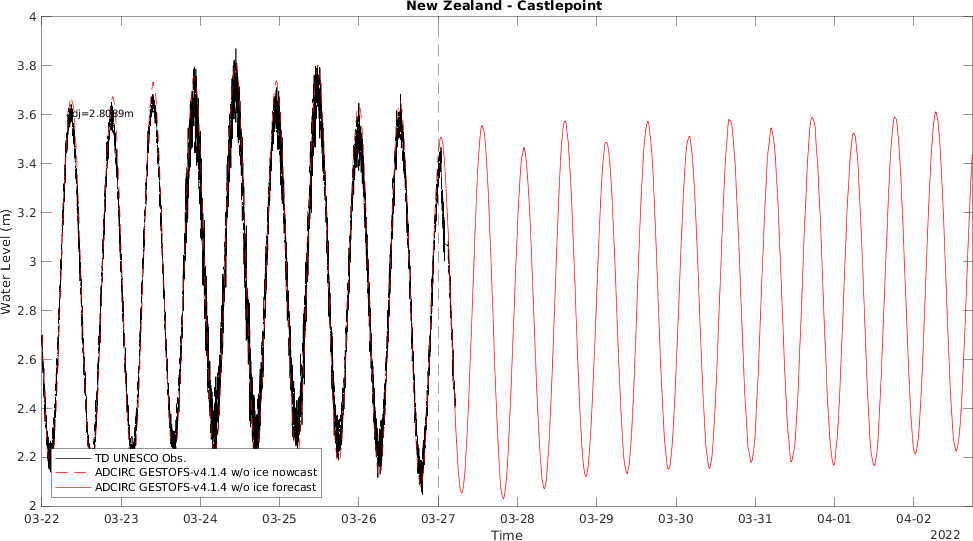 New Zealand - Castlepoint
Water Level (m)
4
3.8
3.6
3.4
3.2
3
2.8
2.6
2.4
2.2
2
TD UNESCO Obs.
ADCIRC GESTOFS-v4.1.4 w/o ice nowcast
ADCIRC GESTOFS-v4.1.4 w/o ice forecast
03-22 03-23 03-24 03-25 03-26 03-27 03-28 03-29 03-30 03-31 04-01 04-02
Time
2022